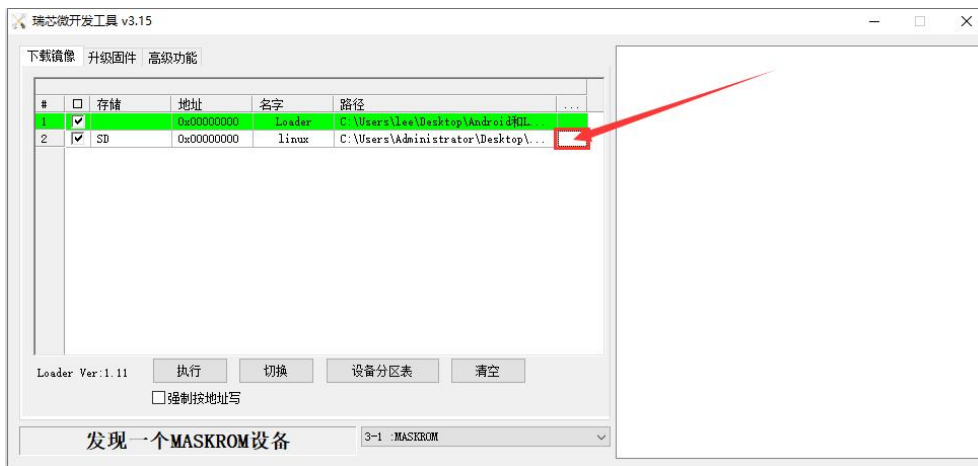 瑞芯微开发工具 v3.15
下载镜像 升级固件 高级功能
# 存储 地址 名字 路径 ...
1 0x00000000 Loader C:\Users\lee\Desktop\Android和L...
2 SD 0x00000000 linux C:\Users\Administrator\Desktop\...
Loader Ver:1.11 执行 切换 设备分区表 清空
强制按地址写
发现一个MASKROM设备 3-1 :MASKROM